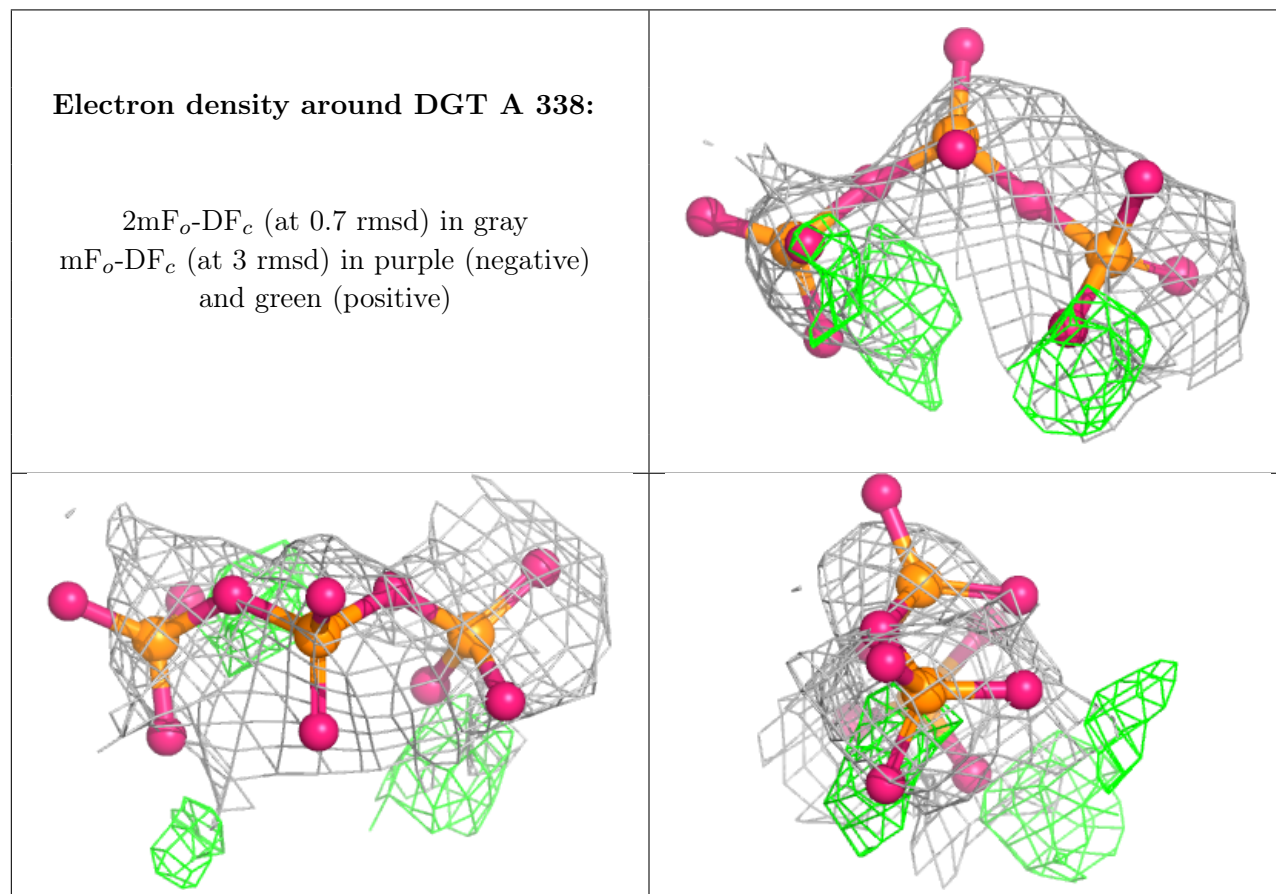 Electron density around DGT A 338:
2mFo-DFc (at 0.7 rmsd) in gray
mFo-DFc (at 3 rmsd) in purple (negative)
and green (positive)